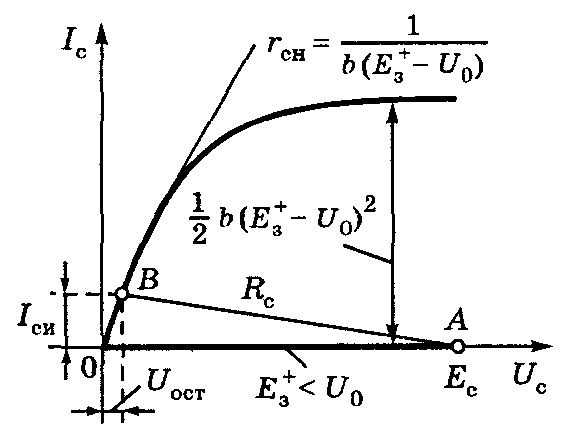 I_с
r_сн = 1 / b(E_з^+ − U_0)
1/2 b(E_з^+ − U_0)^2
B
R_с
I_си
A
0
U_ост
E_з^+ < U_0
E_с
U_с